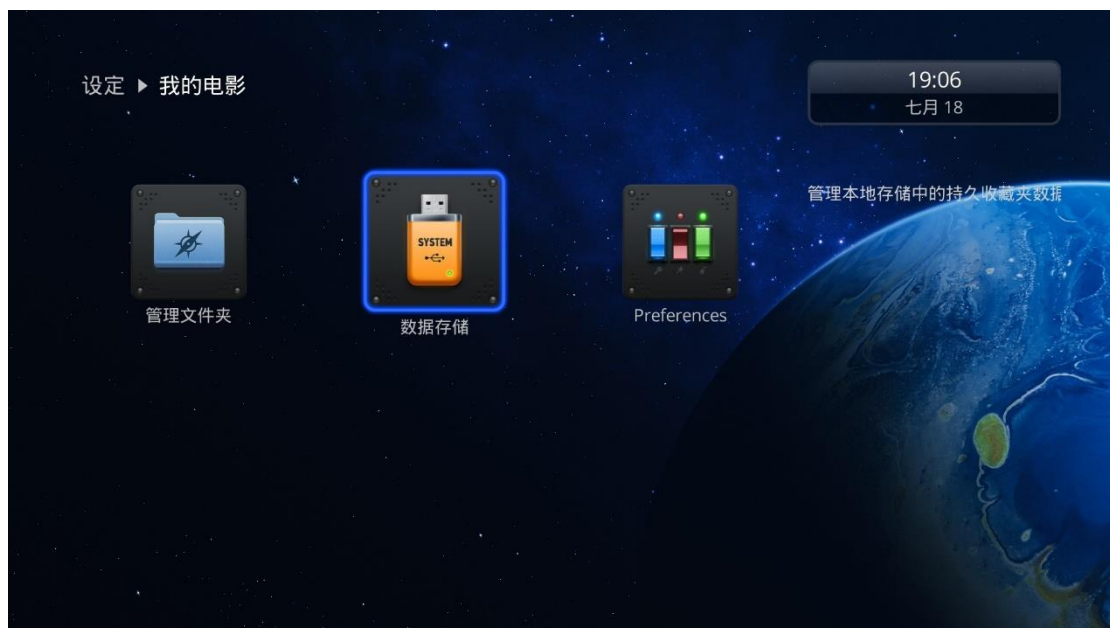 设定 ▶ 我的电影
19:06
七月 18
管理本地存储中的持久收藏夹数据
SYSTEM
管理文件夹
数据存储
Preferences